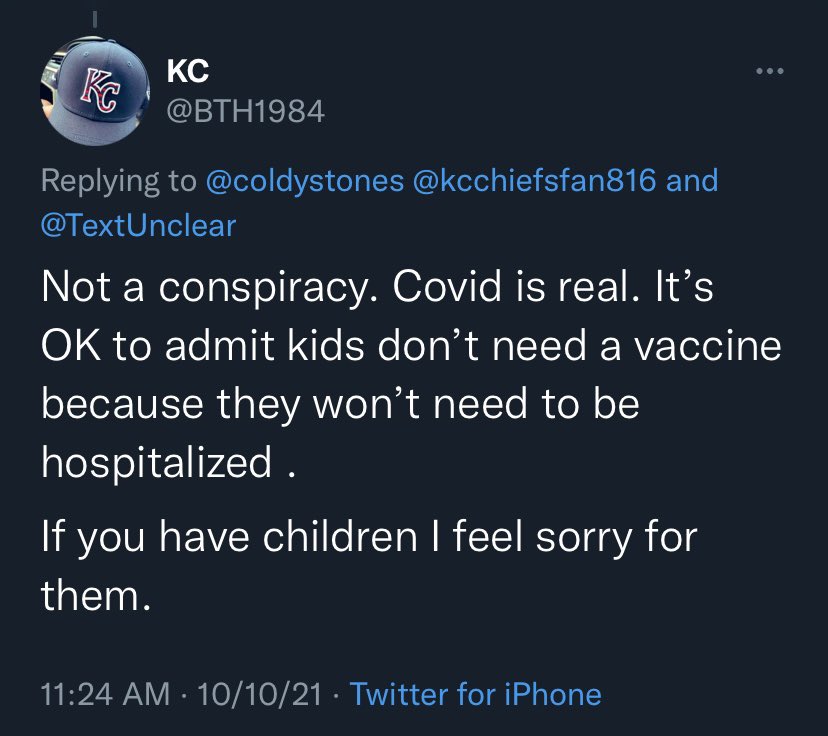 KC
KC
@BTH1984
Replying to @coldystones @kcchiefsfan816 and
@TextUnclear
Not a conspiracy. Covid is real. It’s
OK to admit kids don’t need a vaccine
because they won’t need to be
hospitalized .
If you have children I feel sorry for
them.
11:24 AM · 10/10/21 · Twitter for iPhone